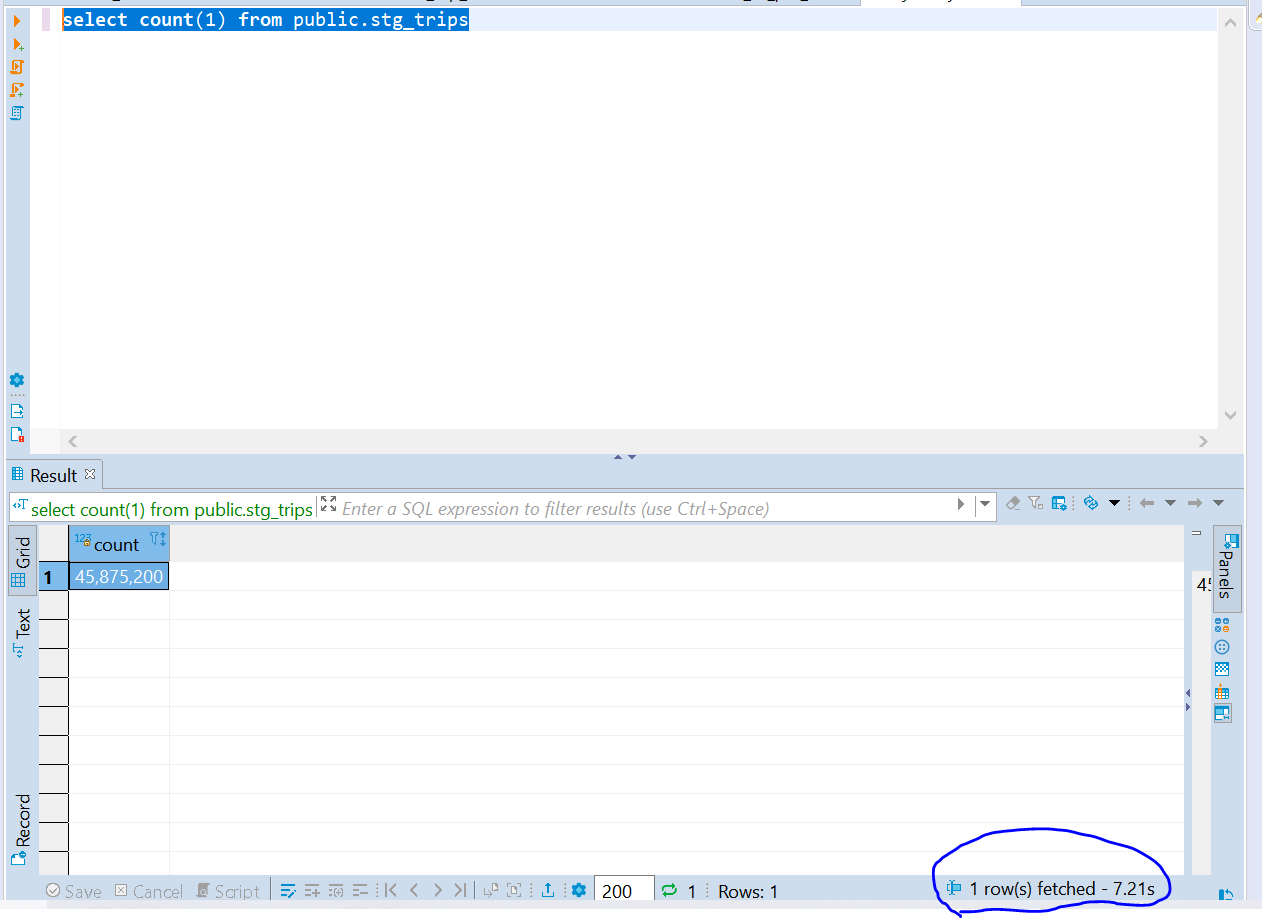 select count(1) from public.stg_trips
Result
select count(1) from public.stg_trips
Enter a SQL expression to filter results (use Ctrl+Space)
Grid
Text
Record
123 count
1 45,875,200
45
Panels
Save
Cancel
Script
200
1
Rows: 1
1 row(s) fetched - 7.21s